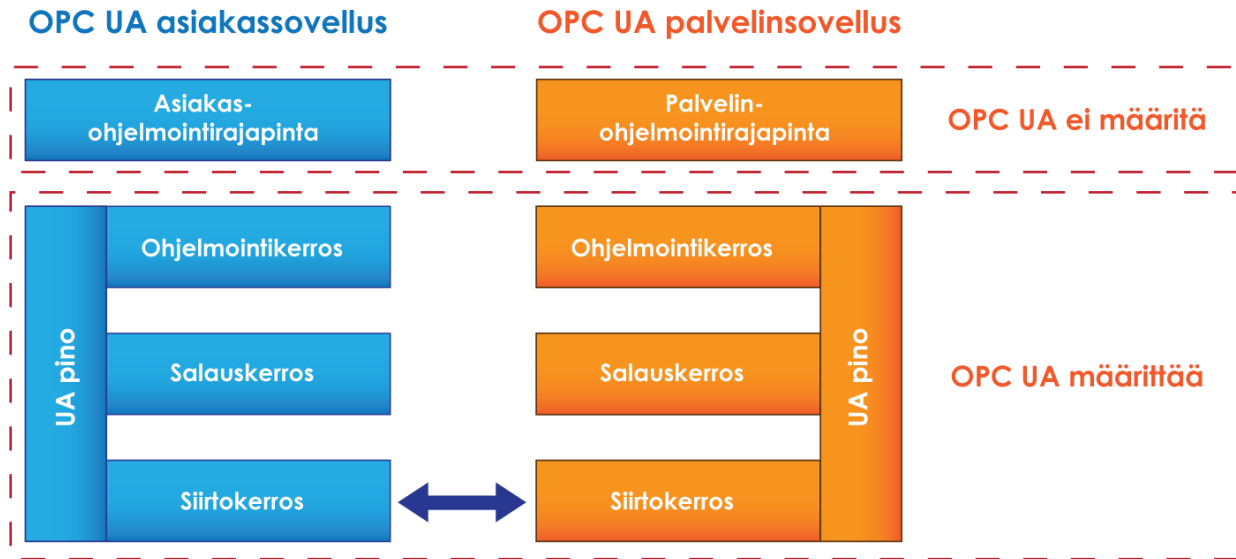 OPC UA asiakassovellus
OPC UA palvelinsovellus
Asiakas-
ohjelmointirajapinta
Palvelin-
ohjelmointirajapinta
OPC UA ei määritä
UA pino
Ohjelmointikerros
Salauskerros
Siirtokerros
Ohjelmointikerros
Salauskerros
Siirtokerros
UA pino
OPC UA määrittää